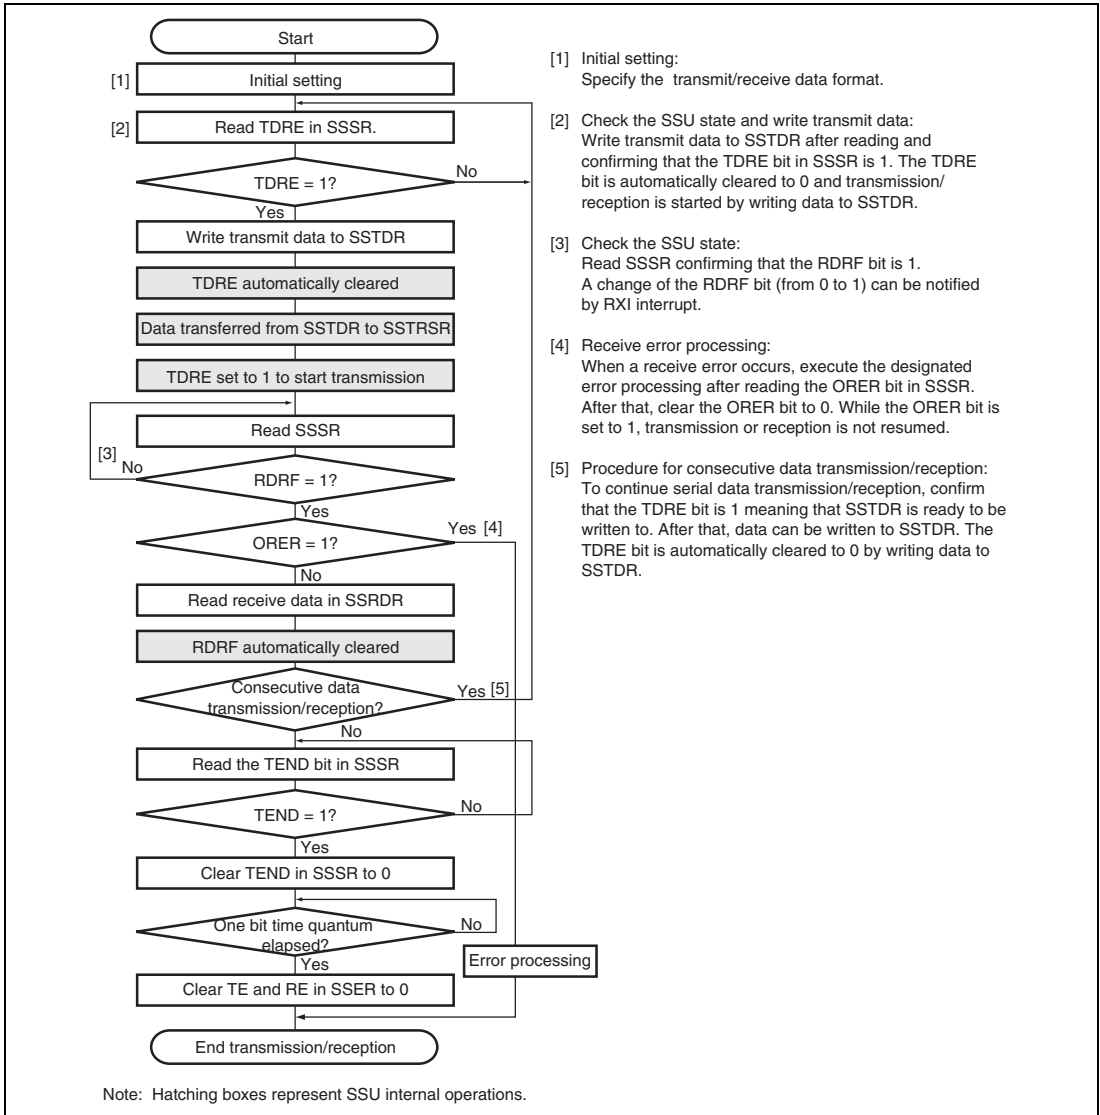 Start
[1] Initial setting
[2] Read TDRE in SSSR.
TDRE = 1?
No
Yes
Write transmit data to SSTDR
TDRE automatically cleared
Data transferred from SSTDR to SSTRSR
TDRE set to 1 to start transmission
Read SSSR
[3]
No
RDRF = 1?
Yes
ORER = 1?
Yes [4]
No
Read receive data in SSRDR
RDRF automatically cleared
Consecutive data
transmission/reception?
Yes [5]
No
Read the TEND bit in SSSR
TEND = 1?
No
Yes
Clear TEND in SSSR to 0
One bit time quantum
elapsed?
No
Yes
Error processing
Clear TE and RE in SSER to 0
End transmission/reception
[1] Initial setting:
Specify the transmit/receive data format.
[2] Check the SSU state and write transmit data:
Write transmit data to SSTDR after reading and
confirming that the TDRE bit in SSSR is 1. The TDRE
bit is automatically cleared to 0 and transmission/
reception is started by writing data to SSTDR.
[3] Check the SSU state:
Read SSSR confirming that the RDRF bit is 1.
A change of the RDRF bit (from 0 to 1) can be notified
by RXI interrupt.
[4] Receive error processing:
When a receive error occurs, execute the designated
error processing after reading the ORER bit in SSSR.
After that, clear the ORER bit to 0. While the ORER bit is
set to 1, transmission or reception is not resumed.
[5] Procedure for consecutive data transmission/reception:
To continue serial data transmission/reception, confirm
that the TDRE bit is 1 meaning that SSTDR is ready to be
written to. After that, data can be written to SSTDR. The
TDRE bit is automatically cleared to 0 by writing data to
SSTDR.
Note: Hatching boxes represent SSU internal operations.